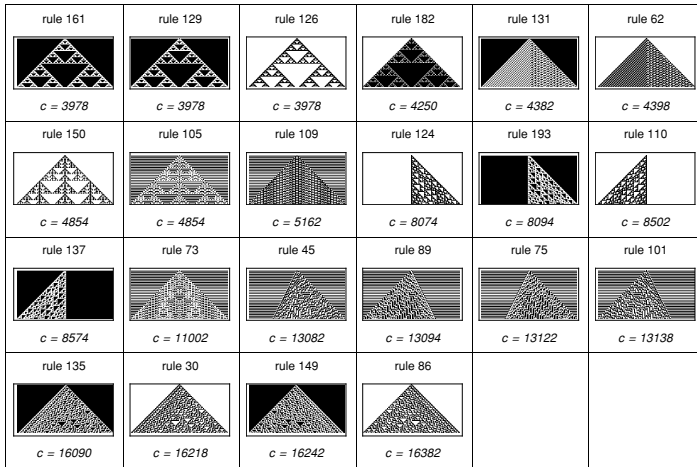 rule 161 rule 129 rule 126 rule 182 rule 131 rule 62
c = 3978 c = 3978 c = 3978 c = 4250 c = 4382 c = 4398
rule 150 rule 105 rule 109 rule 124 rule 193 rule 110
c = 4854 c = 4854 c = 5162 c = 8074 c = 8094 c = 8502
rule 137 rule 73 rule 45 rule 89 rule 75 rule 101
c = 8574 c = 11002 c = 13082 c = 13094 c = 13122 c = 13138
rule 135 rule 30 rule 149 rule 86
c = 16090 c = 16218 c = 16242 c = 16382